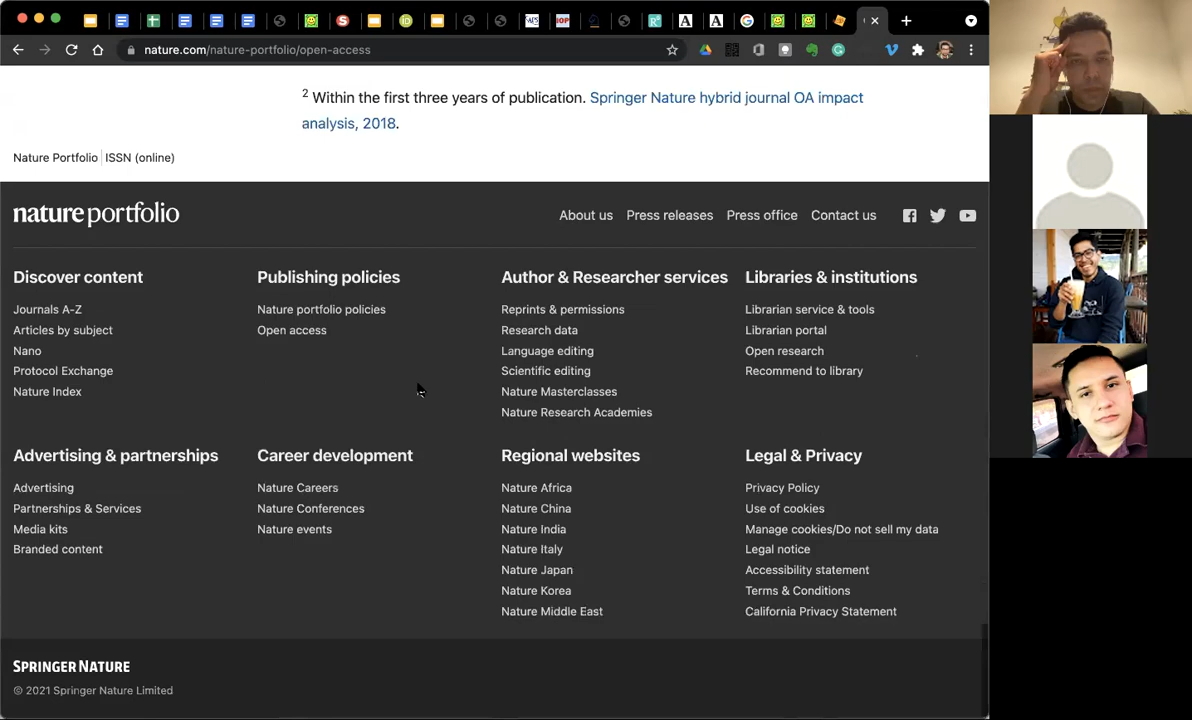 nature.com/nature-portfolio/open-access
2 Within the first three years of publication. Springer Nature hybrid journal OA impact
analysis, 2018.
Nature Portfolio ISSN (online)
nature portfolio
About us Press releases Press office Contact us
Discover content
Journals A-Z
Articles by subject
Nano
Protocol Exchange
Nature Index
Publishing policies
Nature portfolio policies
Open access
Author & Researcher services
Reprints & permissions
Research data
Language editing
Scientific editing
Nature Masterclasses
Nature Research Academies
Libraries & institutions
Librarian service & tools
Librarian portal
Open research
Recommend to library
Advertising & partnerships
Advertising
Partnerships & Services
Media kits
Branded content
Career development
Nature Careers
Nature Conferences
Nature events
Regional websites
Nature Africa
Nature China
Nature India
Nature Italy
Nature Japan
Nature Korea
Nature Middle East
Legal & Privacy
Privacy Policy
Use of cookies
Manage cookies/Do not sell my data
Legal notice
Accessibility statement
Terms & Conditions
California Privacy Statement
SPRINGER NATURE
© 2021 Springer Nature Limited